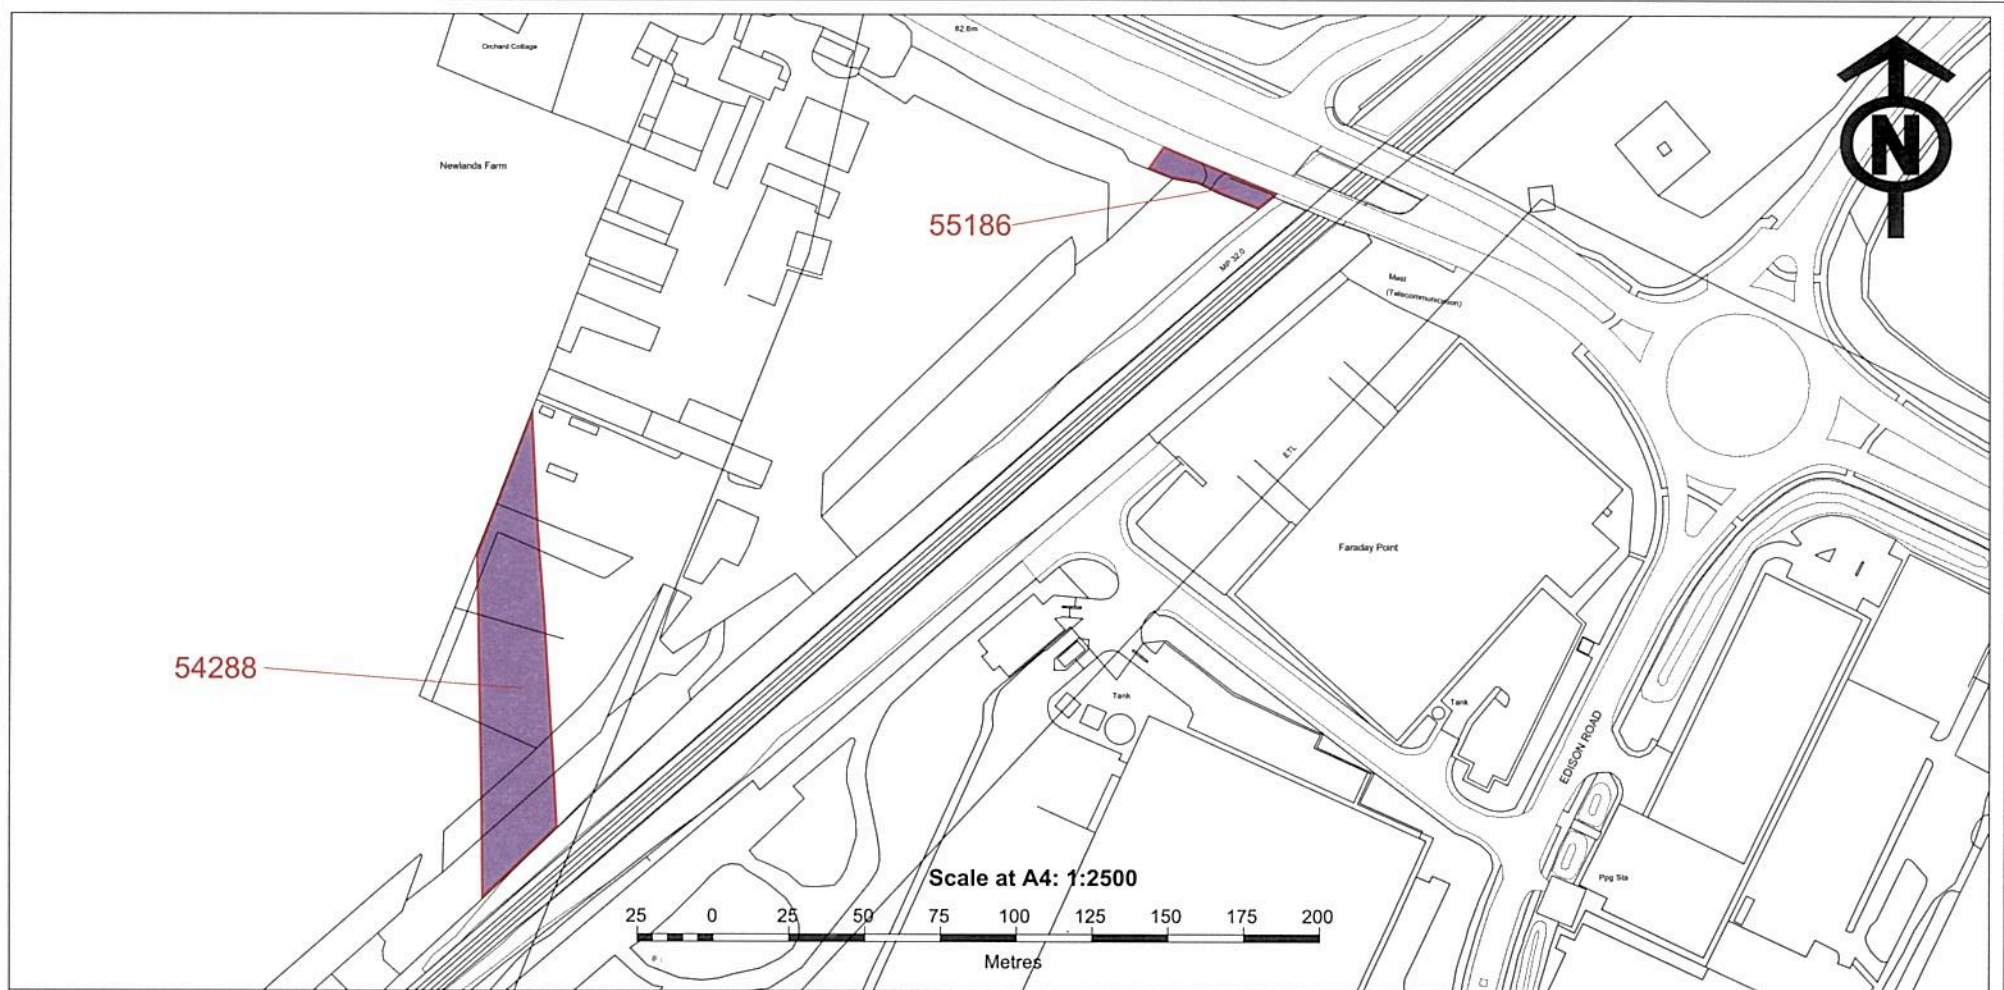 Orchard Cottage
82.6m
N
Newlands Farm
55186
MP 32.0
Mast
(Telecommunication)
ETL
Faraday Point
54288
Tank
Tank
EDISON ROAD
Ppg Sta
Scale at A4: 1:2500
25 0 25 50 75 100 125 150 175 200
Metres